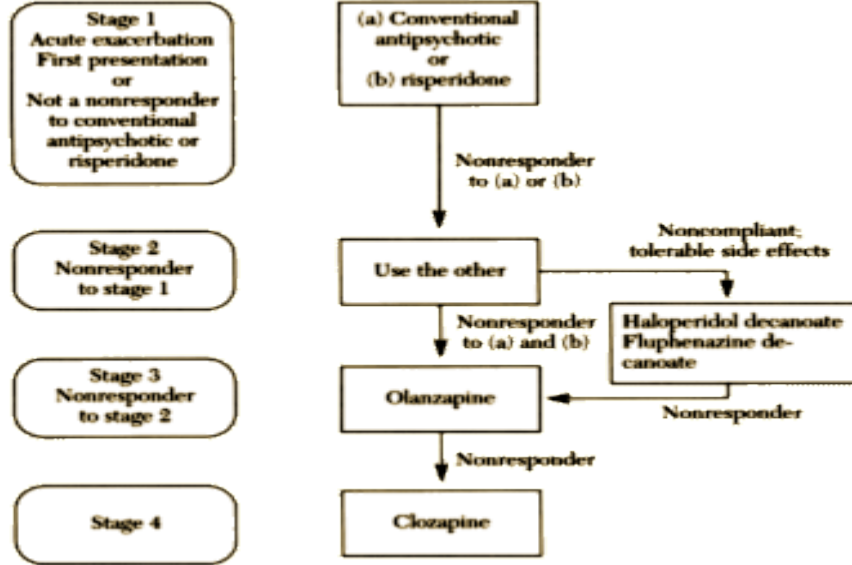 Stage 1
Acute exacerbation
First presentation
or
Not a nonresponder
to conventional
antipsychotic or
risperidone
(a) Conventional
antipsychotic
or
(b) risperidone
Nonresponder
to (a) or (b)
Stage 2
Nonresponder
to stage 1
Use the other
Noncompliant;
tolerable side effects
Nonresponder
to (a) and (b)
Haloperidol decanoate
Fluphenazine de-
canoate
Stage 3
Nonresponder
to stage 2
Olanzapine
Nonresponder
Nonresponder
Stage 4
Clozapine